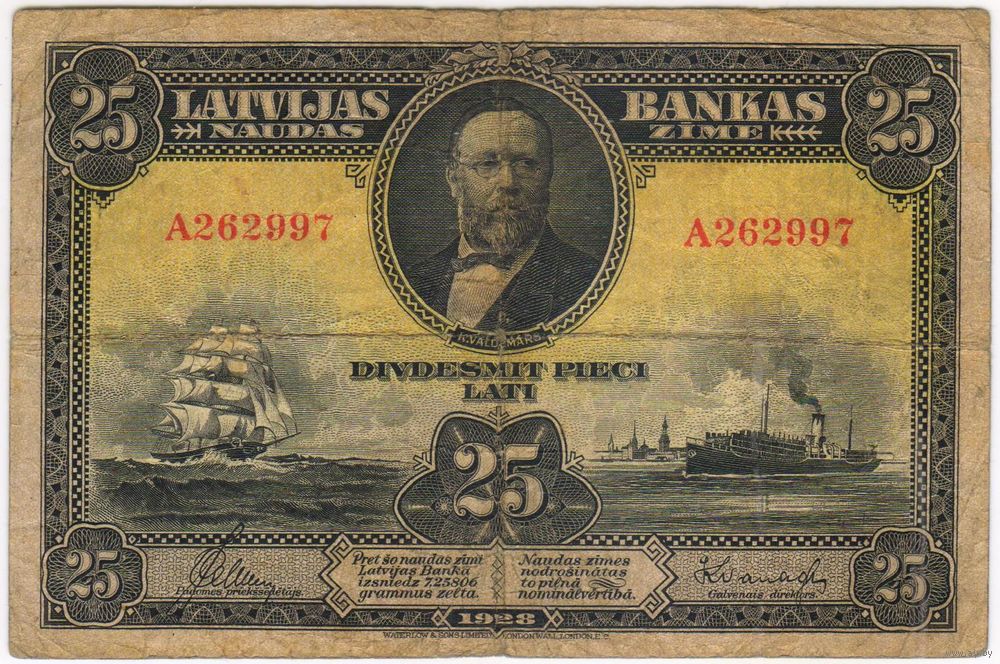 25 LATVIJAS BANKAS 25
NAUDAS ZIME
A262997 A262997
K.VALDEMARS
DIVDESMIT PIECI
LATI
25
25 25
Pret šo naudas zīmi
Latvijas Banka
izsniedz 7.25806
grammus zelta.
Naudas zīmes
nodrošinātas
to pilnā
nominālvērtībā.
Padomes priekšsēdētājs.
Galvenais direktors.
1928
WATERLOW & SONS LIMITED, LONDON WALL, LONDON, E.C.